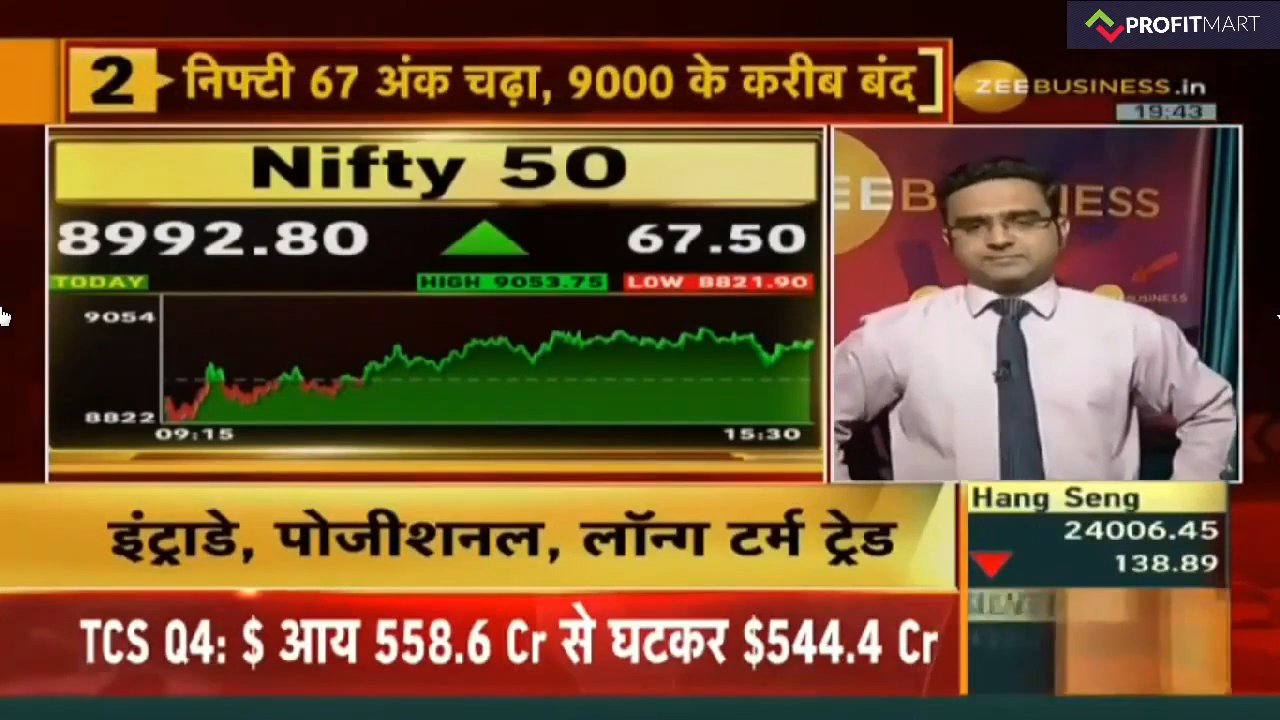 PROFITMART
2
निफ्टी 67 अंक चढ़ा, 9000 के करीब बंद
ZEEBUSINESS.in
19:43
Nifty 50
8992.80
67.50
TODAY
HIGH 9053.75
LOW 8821.90
9054
8822
09:15
15:30
BUSINESS
इंट्राडे, पोजीशनल, लॉन्ग टर्म ट्रेड
Hang Seng
24006.45
138.89
TCS Q4: $ आय 558.6 Cr से घटकर $544.4 Cr